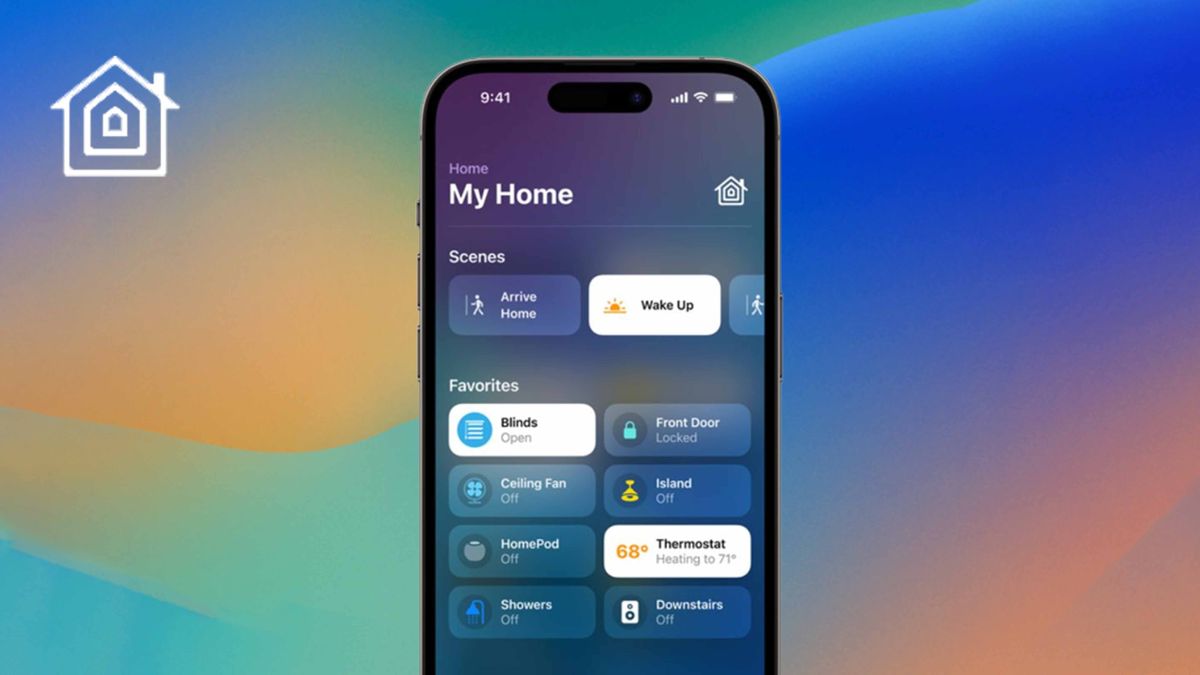 9:41
Home
My Home
Scenes
Arrive
Home
Wake Up
Favorites
Blinds
Open
Front Door
Locked
Ceiling Fan
Off
Island
Off
HomePod
Off
68°
Thermostat
Heating to 71°
Showers
Off
Downstairs
Off